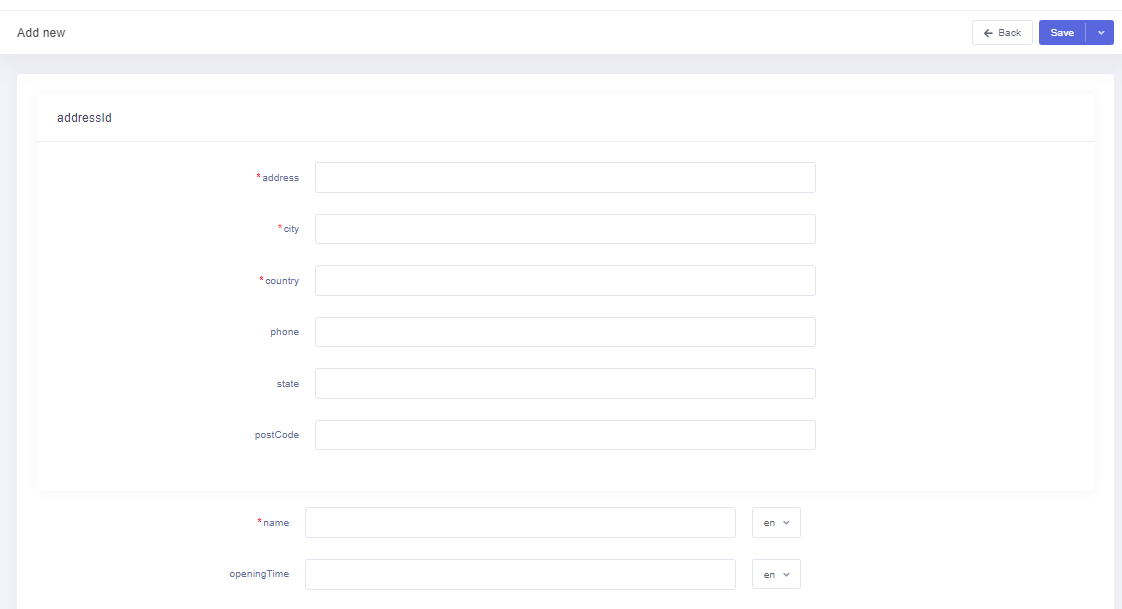 Add new
Back
Save
addressId
*address
*city
*country
phone
state
postCode
*name
en
openingTime
en